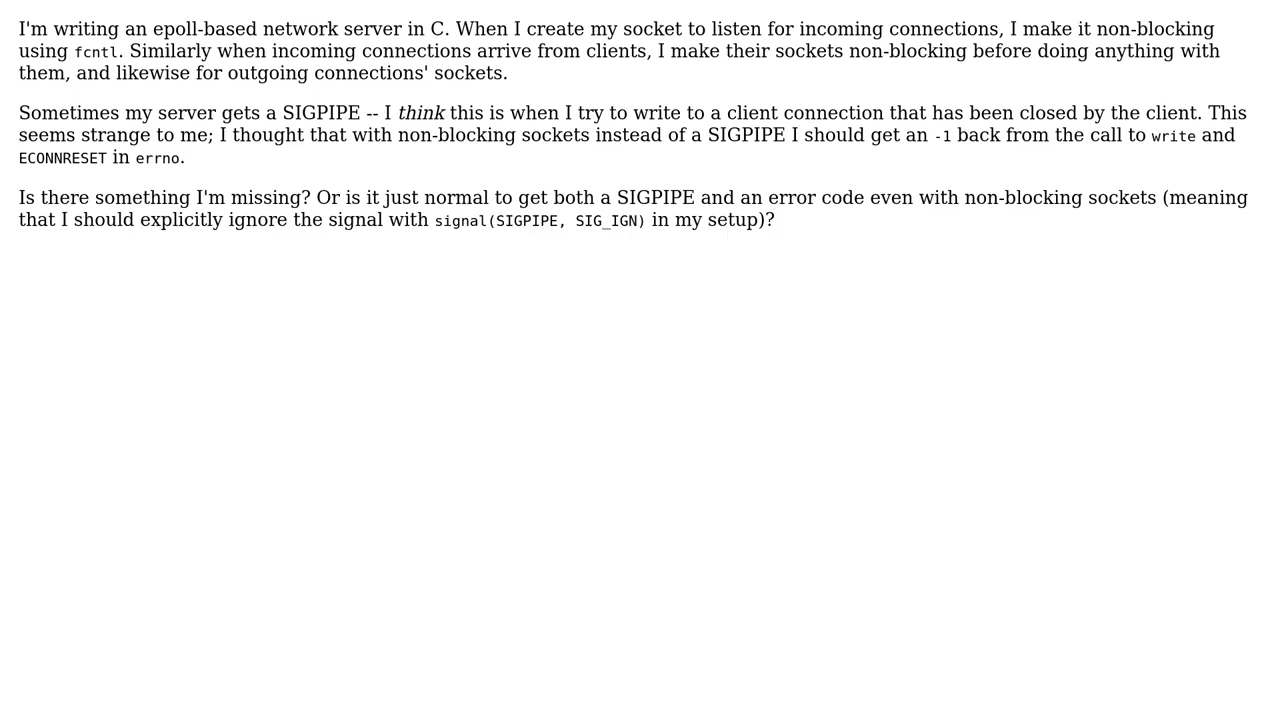 I'm writing an epoll-based network server in C. When I create my socket to listen for incoming connections, I make it non-blocking
using fcntl. Similarly when incoming connections arrive from clients, I make their sockets non-blocking before doing anything with
them, and likewise for outgoing connections' sockets.
Sometimes my server gets a SIGPIPE -- I think this is when I try to write to a client connection that has been closed by the client. This
seems strange to me; I thought that with non-blocking sockets instead of a SIGPIPE I should get an -1 back from the call to write and
ECONNRESET in errno.
Is there something I'm missing? Or is it just normal to get both a SIGPIPE and an error code even with non-blocking sockets (meaning
that I should explicitly ignore the signal with signal(SIGPIPE, SIG_IGN) in my setup)?